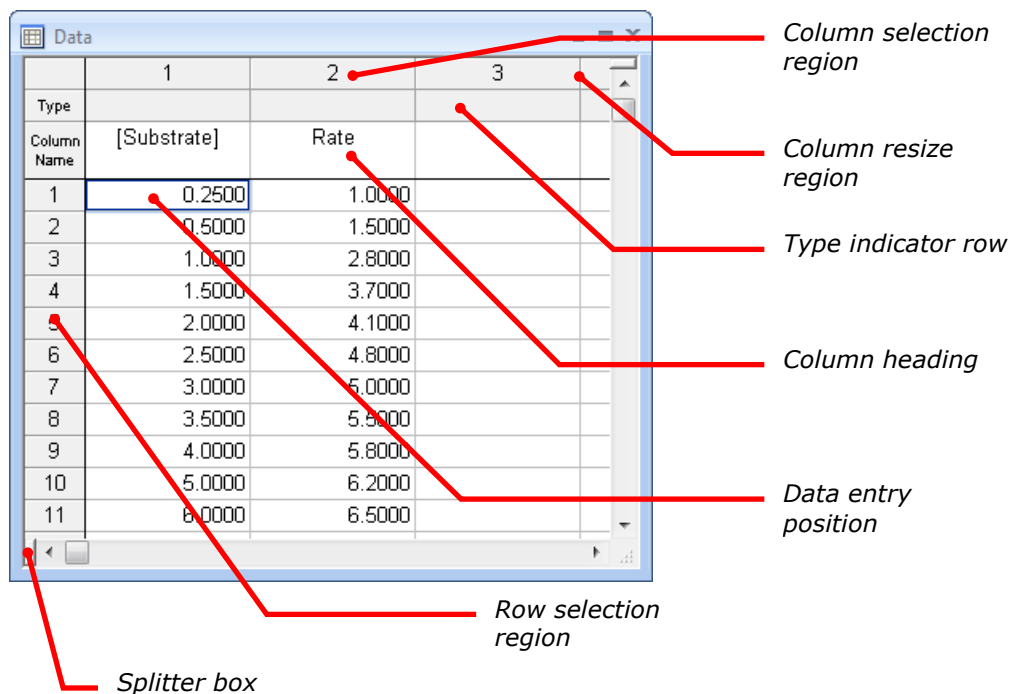 Data
Column selection
region
1 2 3
Type
Column [Substrate] Rate
Name
Column resize
region
1 0.2500 1.0000
2 0.5000 1.5000
Type indicator row
3 1.0000 2.8000
4 1.5000 3.7000
5 2.0000 4.1000
6 2.5000 4.8000
Column heading
7 3.0000 5.0000
8 3.5000 5.5000
9 4.0000 5.8000
10 5.0000 6.2000
Data entry
position
11 6.0000 6.5000
Row selection
region
Splitter box